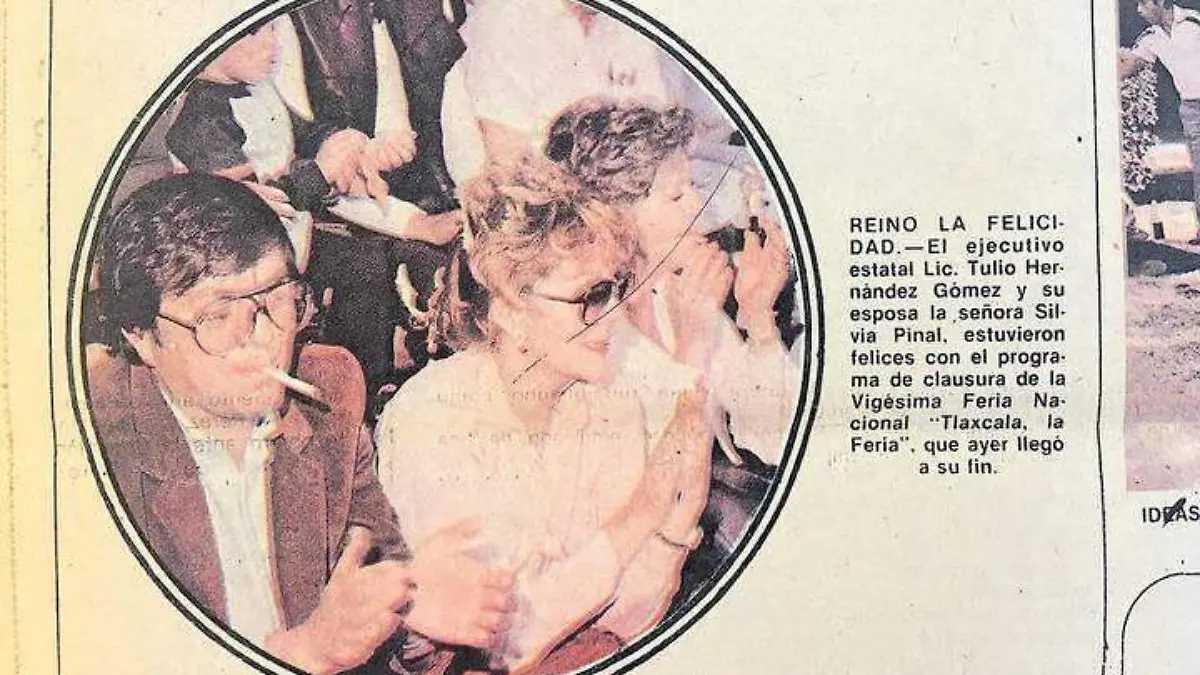 REINO LA FELICI-
DAD.—El ejecutivo
estatal Lic. Tulio Her-
nández Gómez y su
esposa la señora Sil-
via Pinal, estuvieron
felices con el progra-
ma de clausura de la
Vigésima Feria Na-
cional "Tlaxcala, la
Feria", que ayer llegó
a su fin.
IDEAS